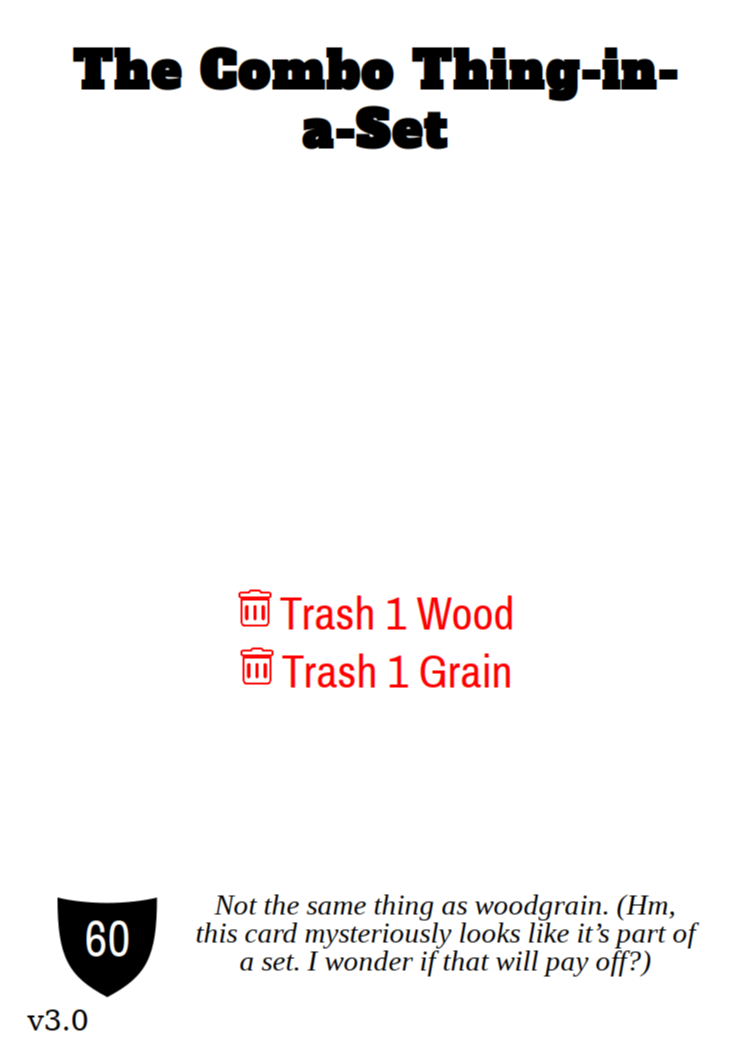 The Combo Thing-in-
a-Set
Trash 1 Wood
Trash 1 Grain
60
Not the same thing as woodgrain. (Hm,
this card mysteriously looks like it’s part of
a set. I wonder if that will pay off?)
v3.0